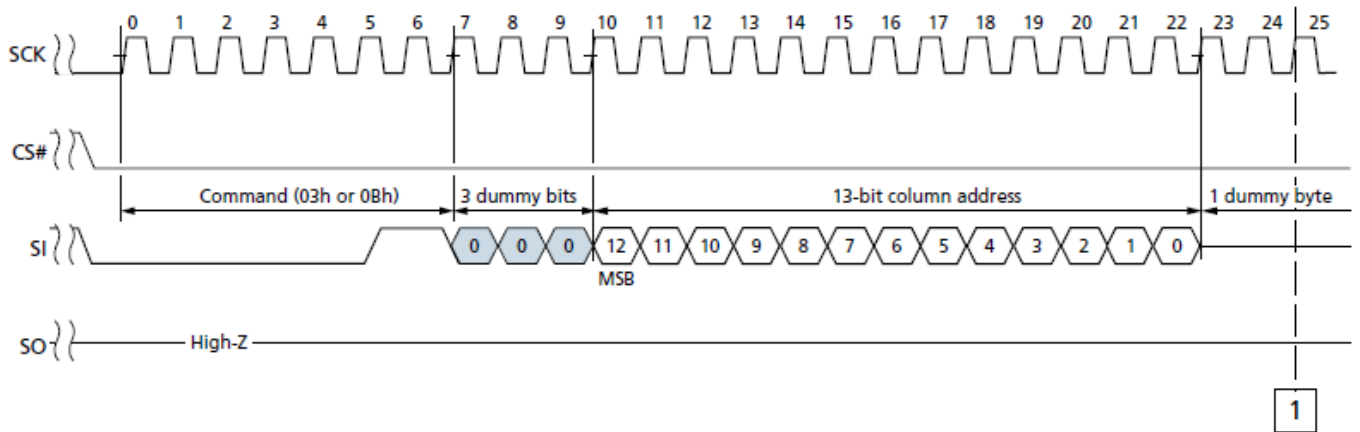 0 1 2 3 4 5 6 7 8 9 10 11 12 13 14 15 16 17 18 19 20 21 22 23 24 25
SCK
CS#
Command (03h or 0Bh) 3 dummy bits 13-bit column address 1 dummy byte
SI 0 0 0 12 11 10 9 8 7 6 5 4 3 2 1 0
MSB
SO High-Z
1